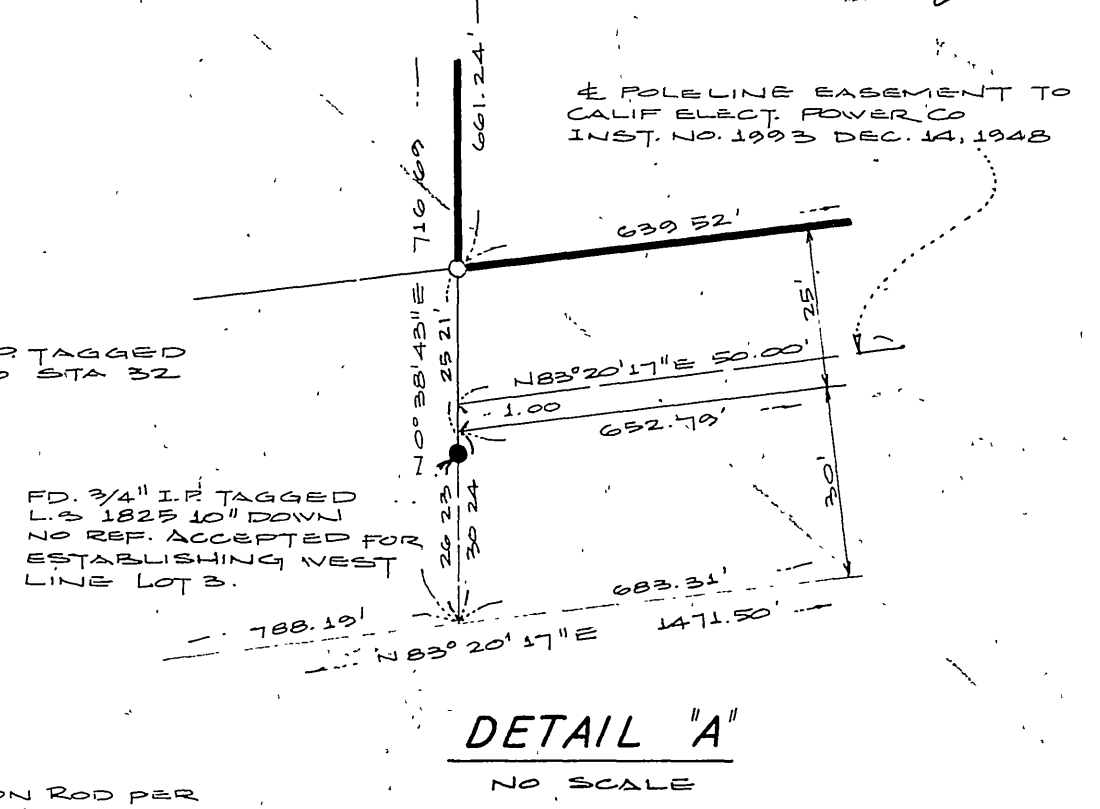 661.24'
716.69
℄ POLELINE EASEMENT TO
CALIF ELECT. POWER CO
INST. NO. 1993 DEC. 14, 1948
639 52'
N0°38'43"E
25 21'
25'
P. TAGGED
STA 32
N83°20'17"E 50.00'
1.00
652.79'
30'
FD. 3/4" I.P. TAGGED
L.S 1825 10" DOWN
NO REF. ACCEPTED FOR
ESTABLISHING WEST
LINE LOT 3.
26 23
30 24
683.31'
788.19'
1471.50'
N83°20'17"E
DETAIL "A"
NO SCALE
ON ROD PER